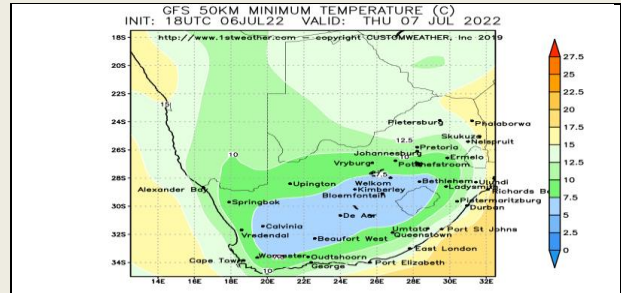 GFS 50KM MINIMUM TEMPERATURE (C)
INIT: 18UTC 06JUL22 VALID: THU 07 JUL 2022
http://www.1stweather.com — copyright CUSTOMWEATHER, Inc 2019
18S
20S
22S
24S
26S
28S
30S
32S
34S
15
Pietersburg
Phalaborwa
Skukuza
Nelspruit
12.5
Pretoria
Johannesburg
10
10
Ermelo
Vryburg
Potchefstroom
7.5
Welkom
Bethlehem
Ulundi
Alexander Bay
Upington
Kimberley
Ladysmith
Richards Ba
Bloemfontein
Springbok
Pietermaritzburg
De Aar
Durban
Calvinia
Umtata
Port St Johns
Vredendal
Beaufort West
Queenstown
East London
Worcester
Oudtshoorn
Cape Town
George
Port Elizabeth
10
14E
16E
18E
20E
22E
24E
26E
28E
30E
32E
27.5
25
22.5
20
17.5
15
12.5
10
7.5
5
2.5
0